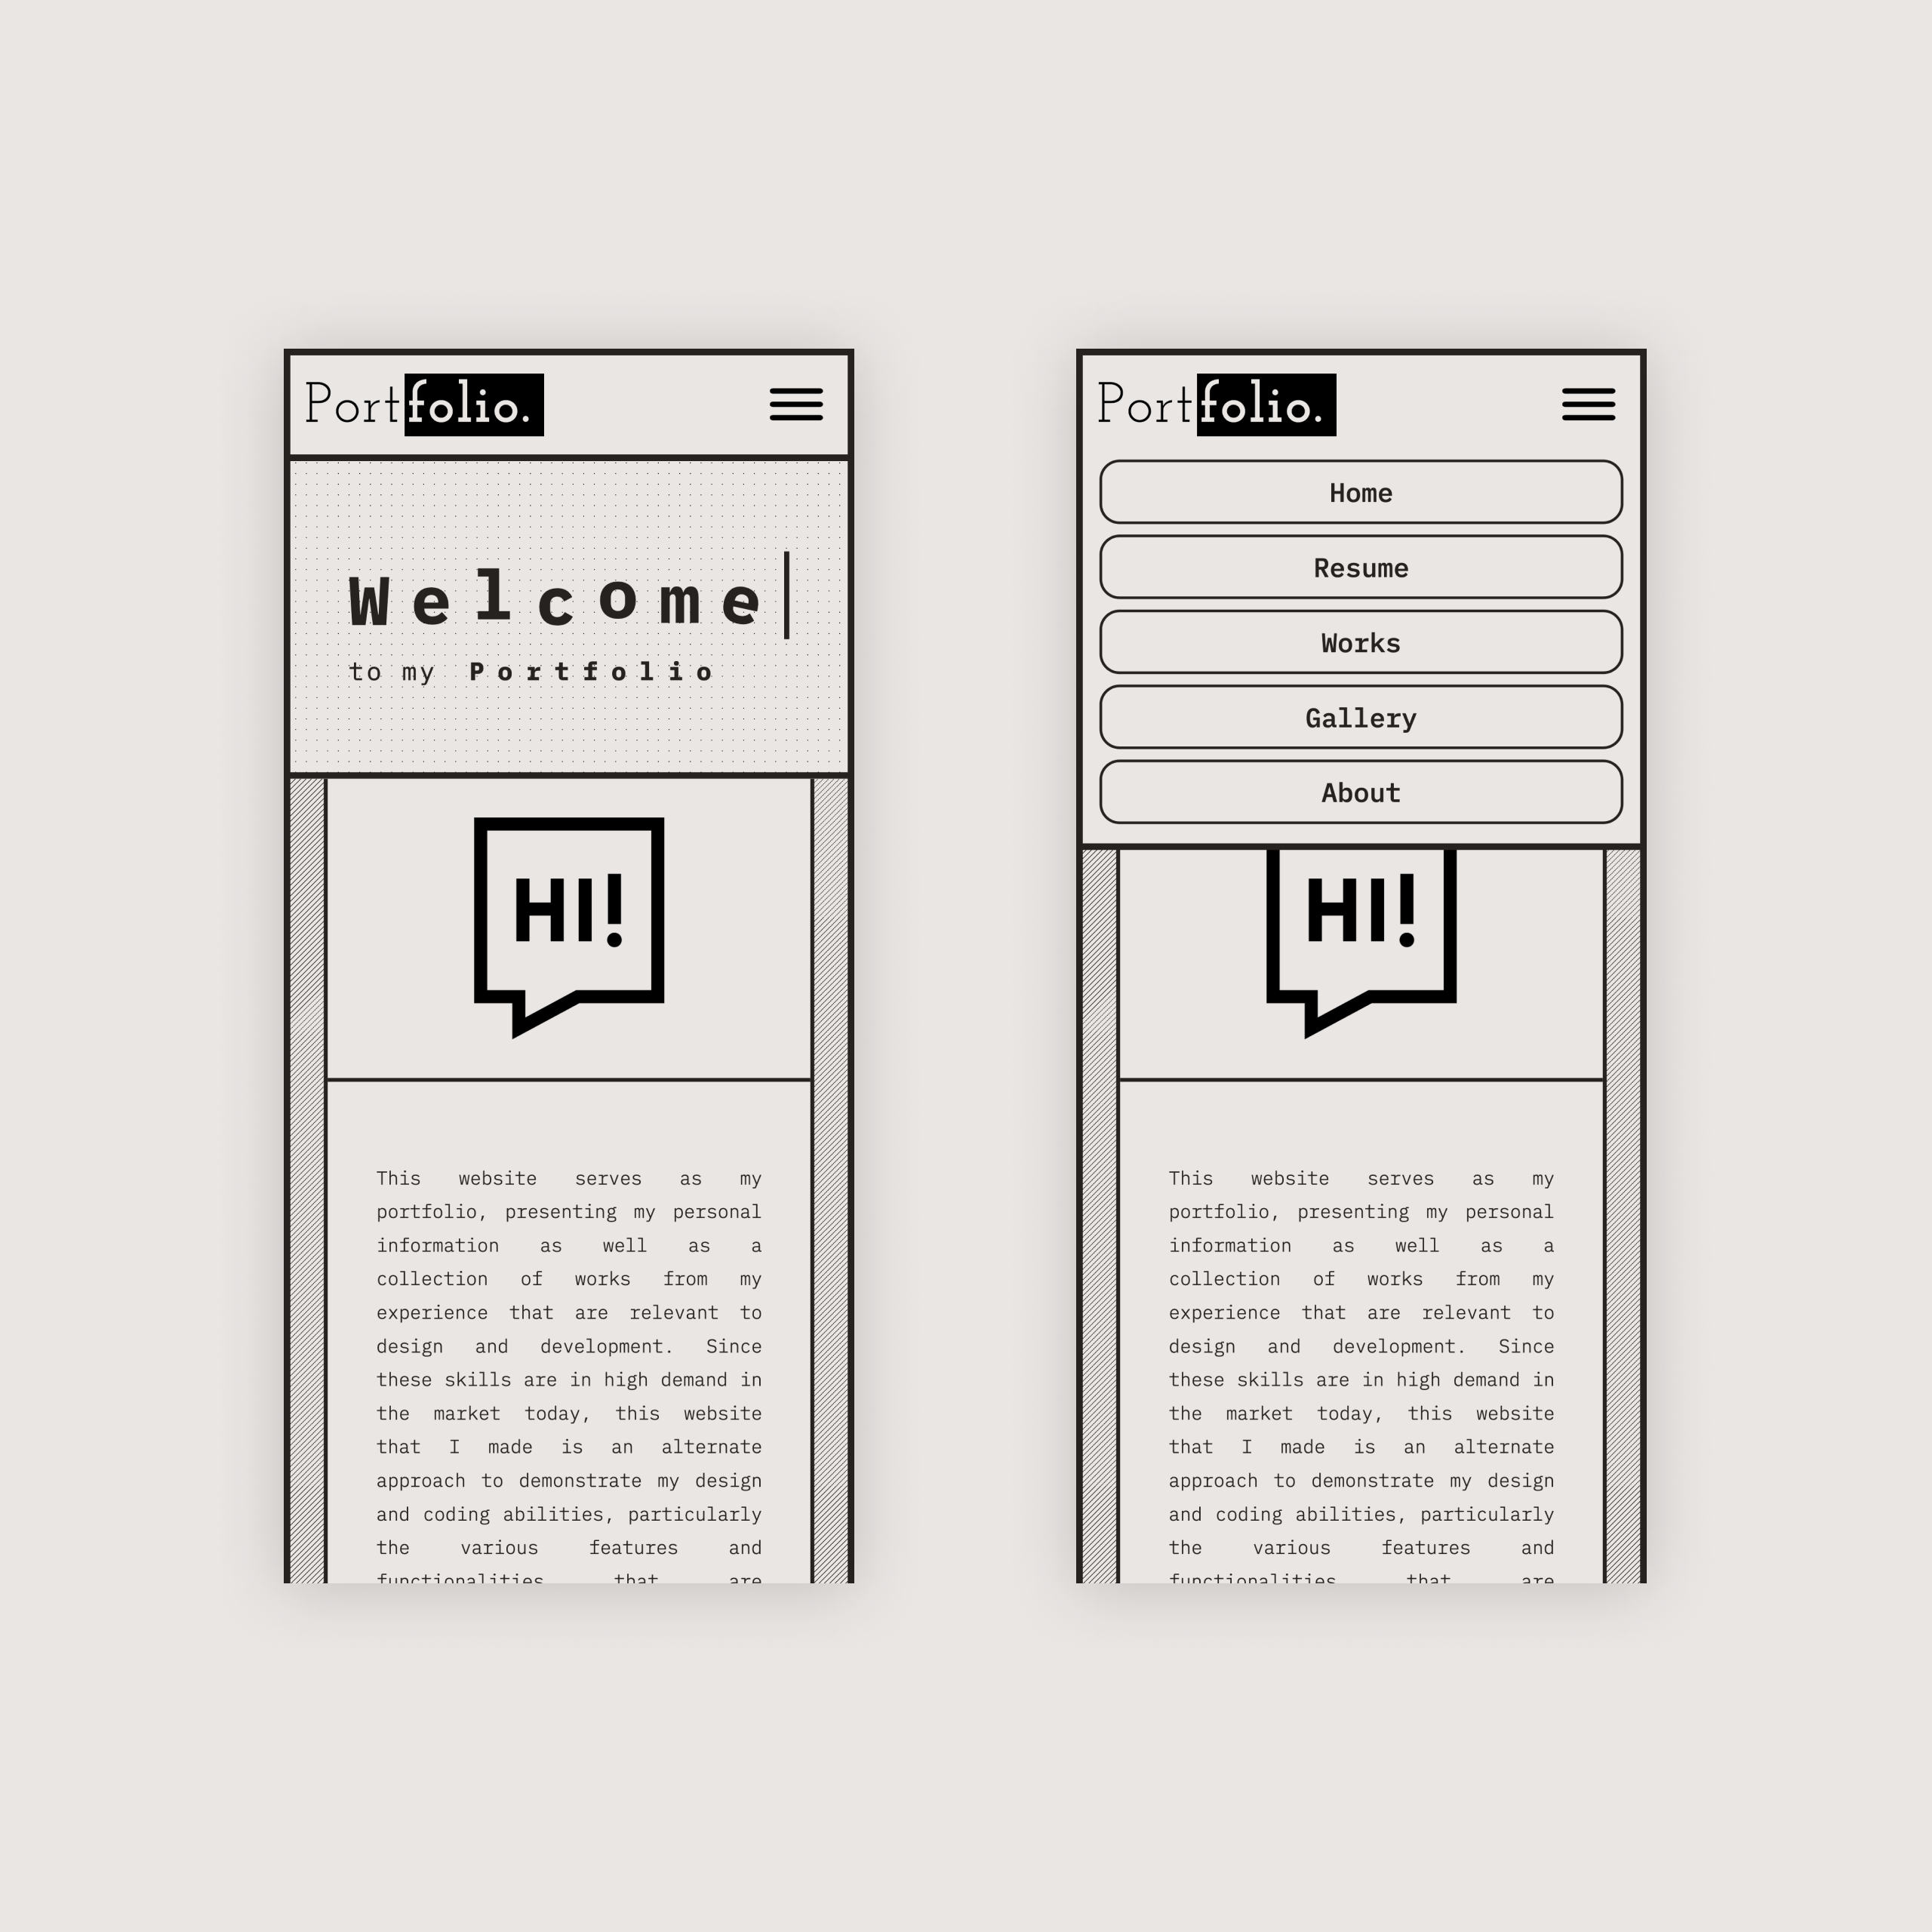 Portfolio.
Welcome
to my Portfolio
HI!
This website serves as my
portfolio, presenting my personal
information as well as a
collection of works from my
experience that are relevant to
design and development. Since
these skills are in high demand in
the market today, this website
that I made is an alternate
approach to demonstrate my design
and coding abilities, particularly
the various features and
functionalities that are
Portfolio.
Home
Resume
Works
Gallery
About
HI!
This website serves as my
portfolio, presenting my personal
information as well as a
collection of works from my
experience that are relevant to
design and development. Since
these skills are in high demand in
the market today, this website
that I made is an alternate
approach to demonstrate my design
and coding abilities, particularly
the various features and
functionalities that are